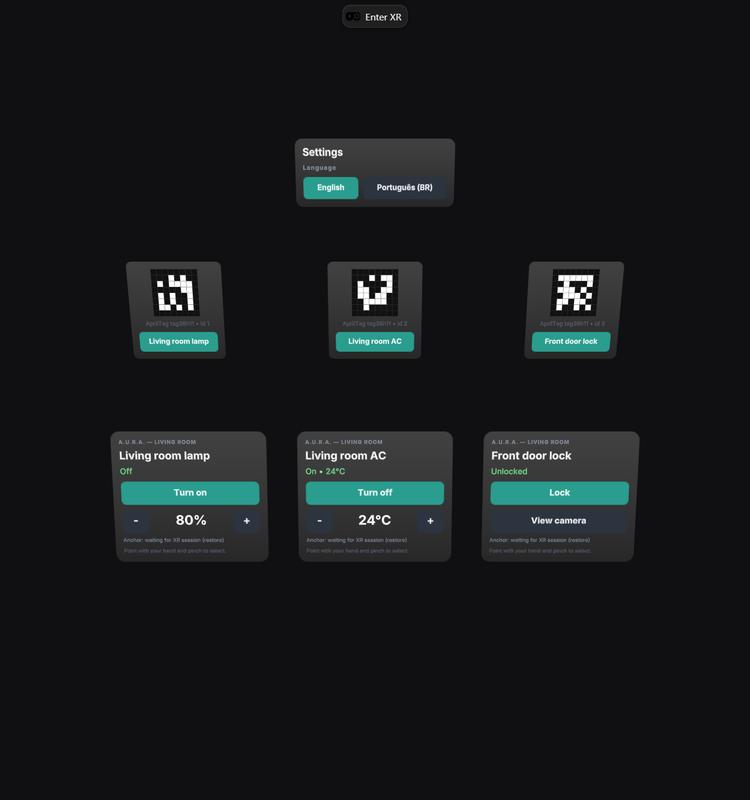 Enter XR
Settings
Language
English
Português (BR)
AprilTag tag36h11 • id 1
Living room lamp
AprilTag tag36h11 • id 2
Living room AC
AprilTag tag36h11 • id 3
Front door lock
A.U.R.A. — LIVING ROOM
Living room lamp
Off
Turn on
- 80% +
Anchor: waiting for XR session (restore)
Point with your hand and pinch to select.
A.U.R.A. — LIVING ROOM
Living room AC
On • 24°C
Turn off
- 24°C +
Anchor: waiting for XR session (restore)
Point with your hand and pinch to select.
A.U.R.A. — LIVING ROOM
Front door lock
Unlocked
Lock
View camera
Anchor: waiting for XR session (restore)
Point with your hand and pinch to select.